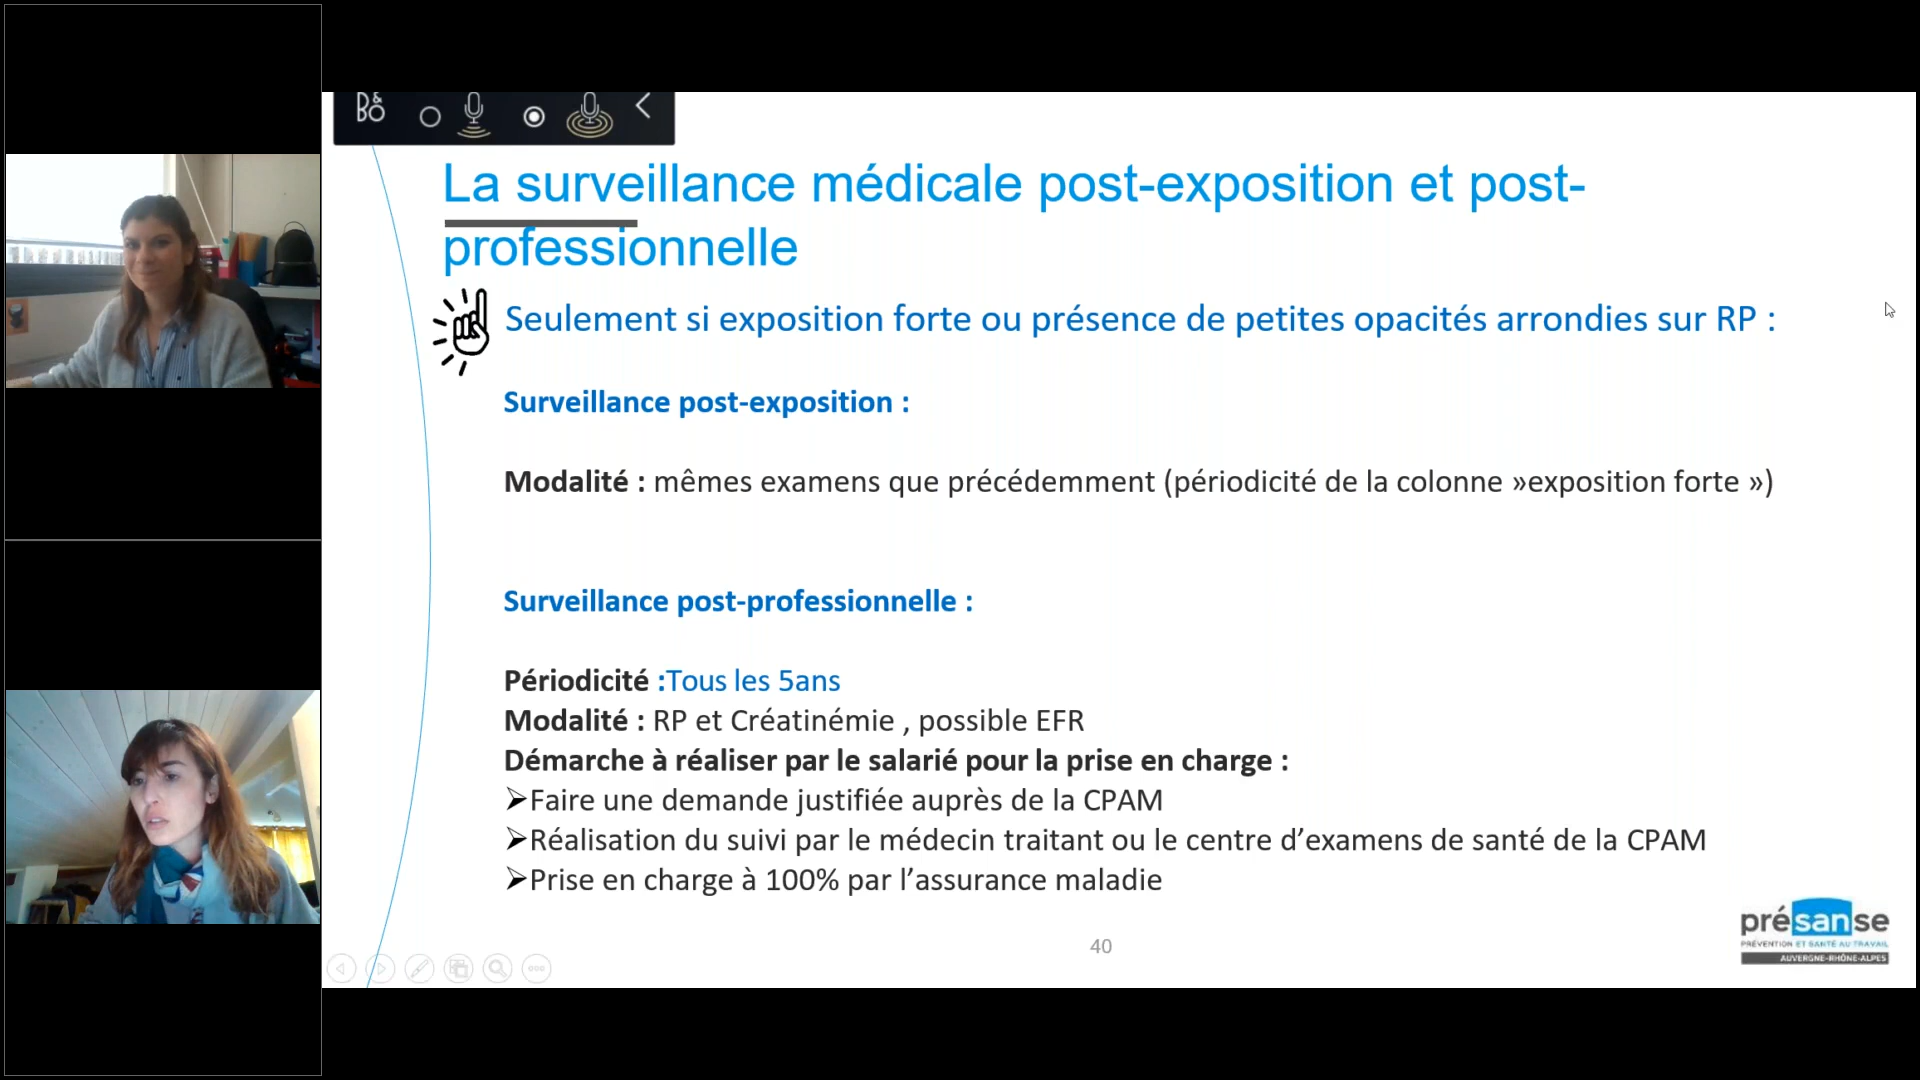 B&O
La surveillance médicale post-exposition et post-
professionnelle
Seulement si exposition forte ou présence de petites opacités arrondies sur RP :
Surveillance post-exposition :
Modalité : mêmes examens que précédemment (périodicité de la colonne »exposition forte »)
Surveillance post-professionnelle :
Périodicité :Tous les 5ans
Modalité : RP et Créatinémie , possible EFR
Démarche à réaliser par le salarié pour la prise en charge :
➢Faire une demande justifiée auprès de la CPAM
➢Réalisation du suivi par le médecin traitant ou le centre d’examens de santé de la CPAM
➢Prise en charge à 100% par l’assurance maladie
40
présanse
PRÉVENTION ET SANTÉ AU TRAVAIL
AUVERGNE-RHÔNE-ALPES